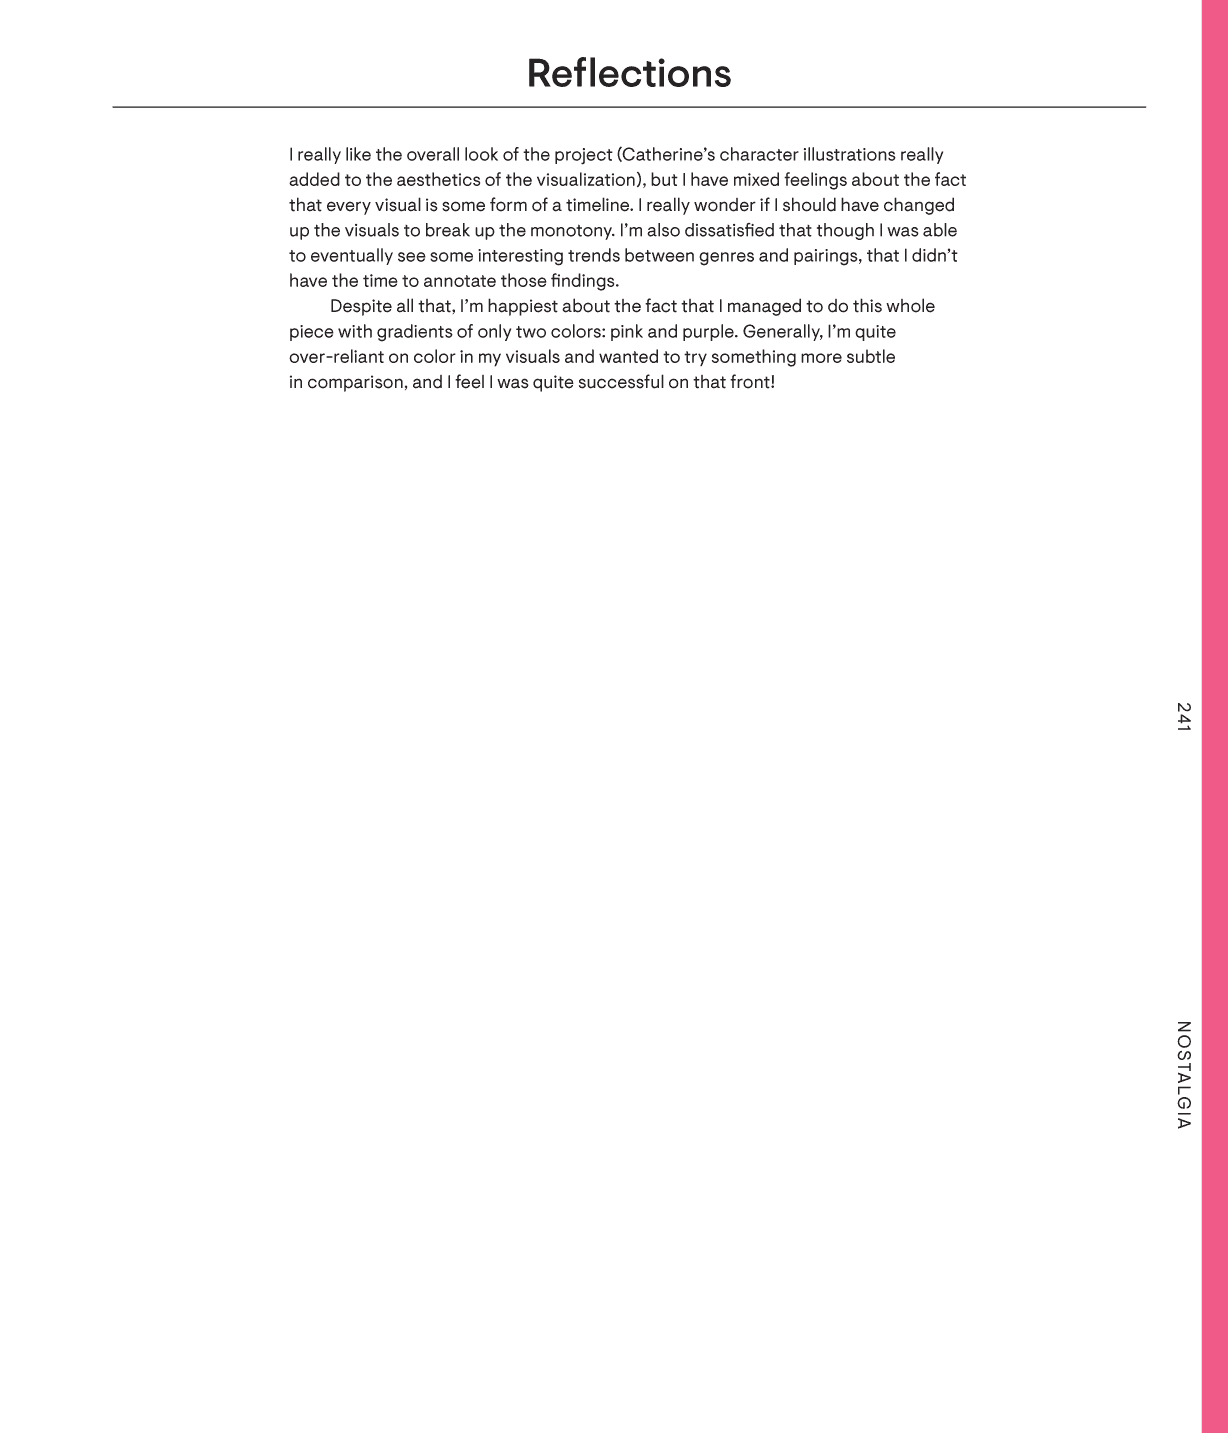 Reflections
I really like the overall look of the project (Catherine’s character illustrations really
added to the aesthetics of the visualization), but I have mixed feelings about the fact
that every visual is some form of a timeline. I really wonder if I should have changed
up the visuals to break up the monotony. I’m also dissatisfied that though I was able
to eventually see some interesting trends between genres and pairings, that I didn’t
have the time to annotate those findings.
Despite all that, I’m happiest about the fact that I managed to do this whole
piece with gradients of only two colors: pink and purple. Generally, I’m quite
over-reliant on color in my visuals and wanted to try something more subtle
in comparison, and I feel I was quite successful on that front!
241
NOSTALGIA